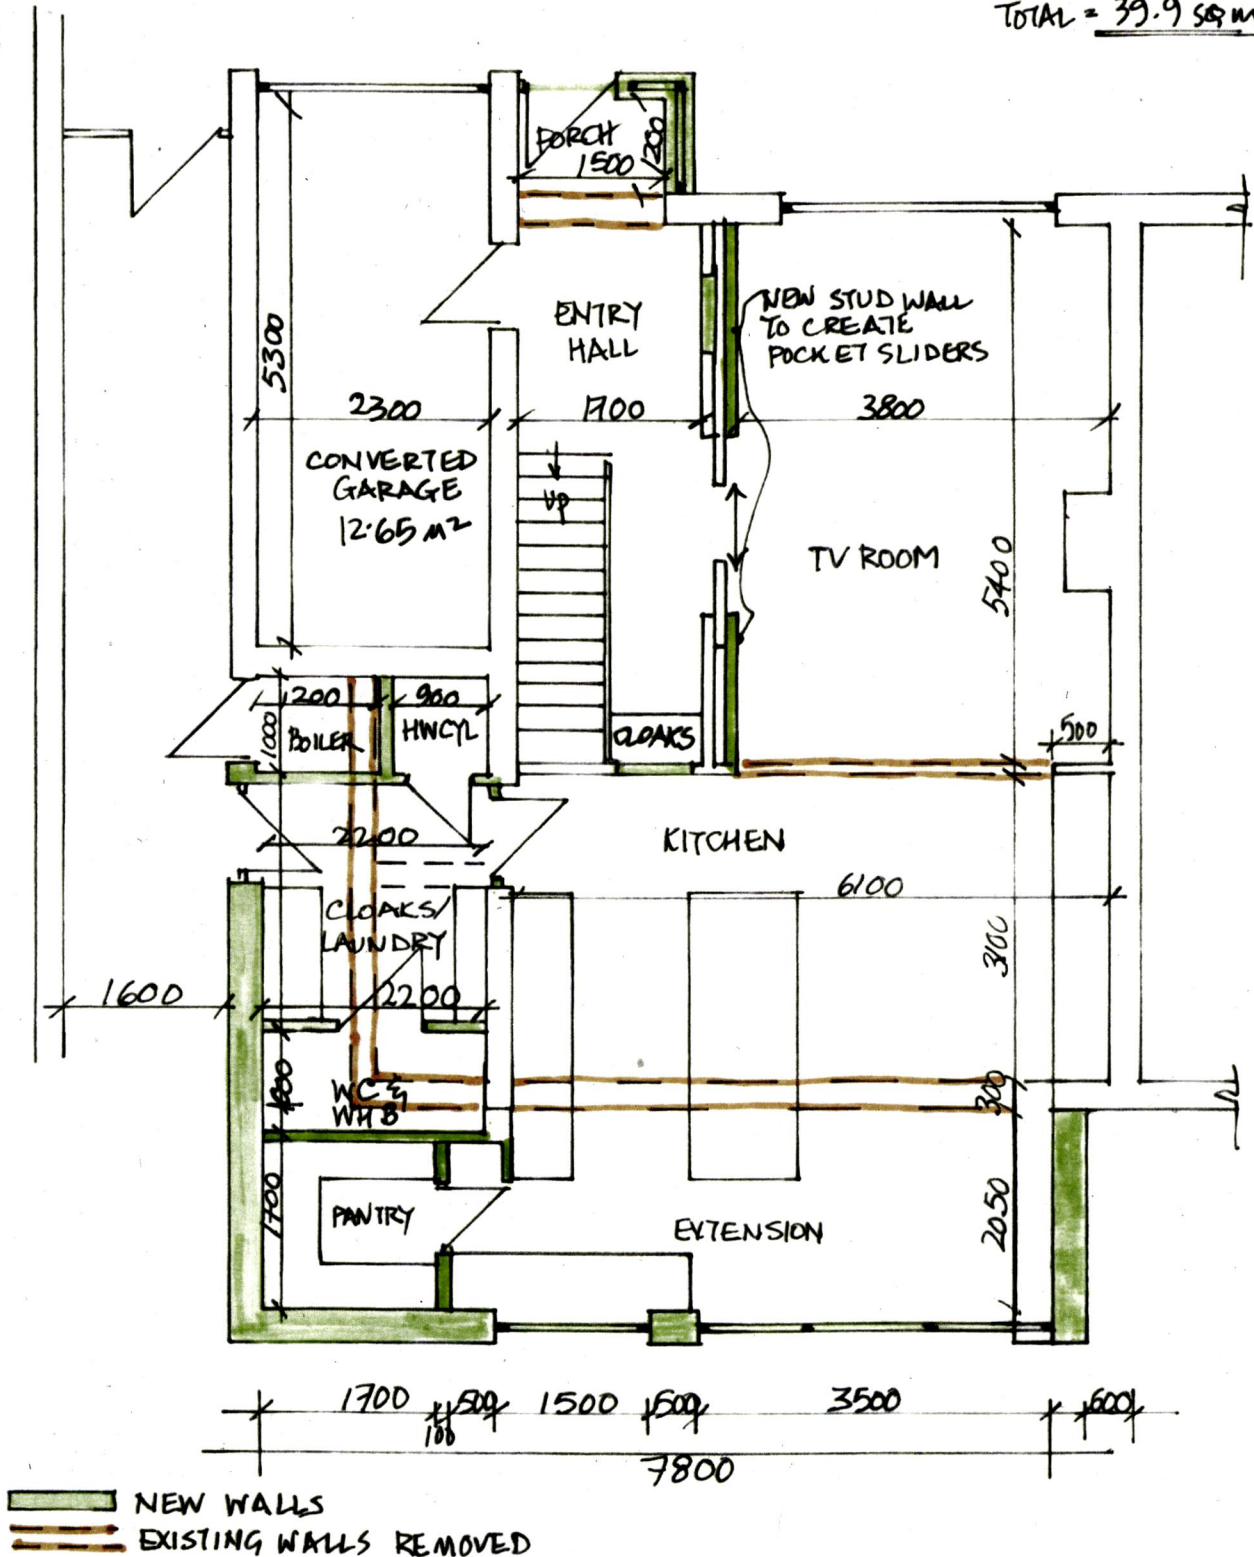 TOTAL = 39.9 SQ M
PORCH
1500
1200
5300
ENTRY
HALL
NEW STUD WALL
TO CREATE
POCKET SLIDERS
2300
1700
3800
CONVERTED
GARAGE
12.65 M²
UP
TV ROOM
5400
1200
900
BOILER
HWCYL
1000
CLOAKS
500
2200
KITCHEN
6100
CLOAKS/
LAUNDRY
3100
1600
2200
WC &
WHB
300
1700
PANTRY
EXTENSION
2050
1700
100
500
1500
500
3500
600
7800
NEW WALLS
EXISTING WALLS REMOVED